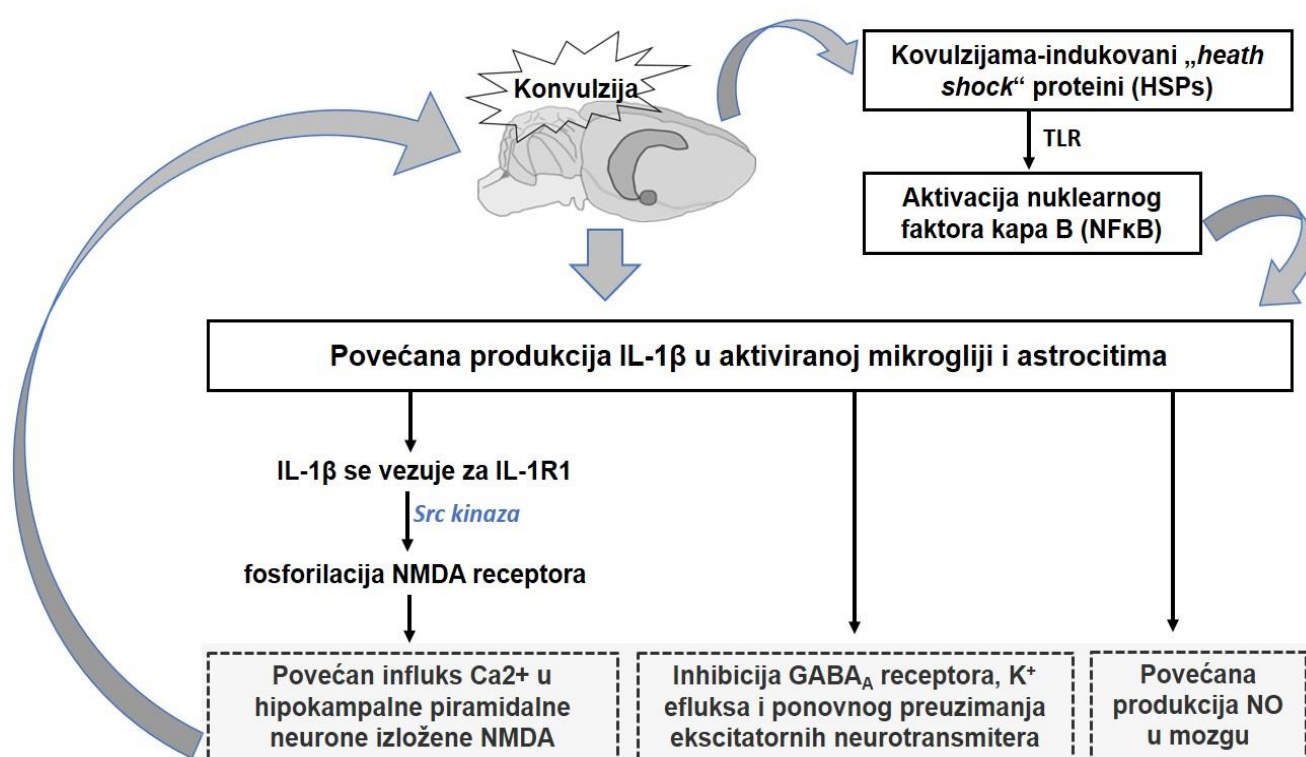 Konvulzija
Kovulzijama-indukovani „heath
shock“ proteini (HSPs)
TLR
Aktivacija nuklearnog
faktora kapa B (NFκB)
Povećana produkcija IL-1β u aktiviranoj mikrogliji i astrocitima
IL-1β se vezuje za IL-1R1
Src kinaza
fosforilacija NMDA receptora
Povećan influks Ca2+ u
hipokampalne piramidalne
neurone izložene NMDA
Inhibicija GABAA receptora, K+
efluksa i ponovnog preuzimanja
ekscitatornih neurotransmitera
Povećana
produkcija NO
u mozgu